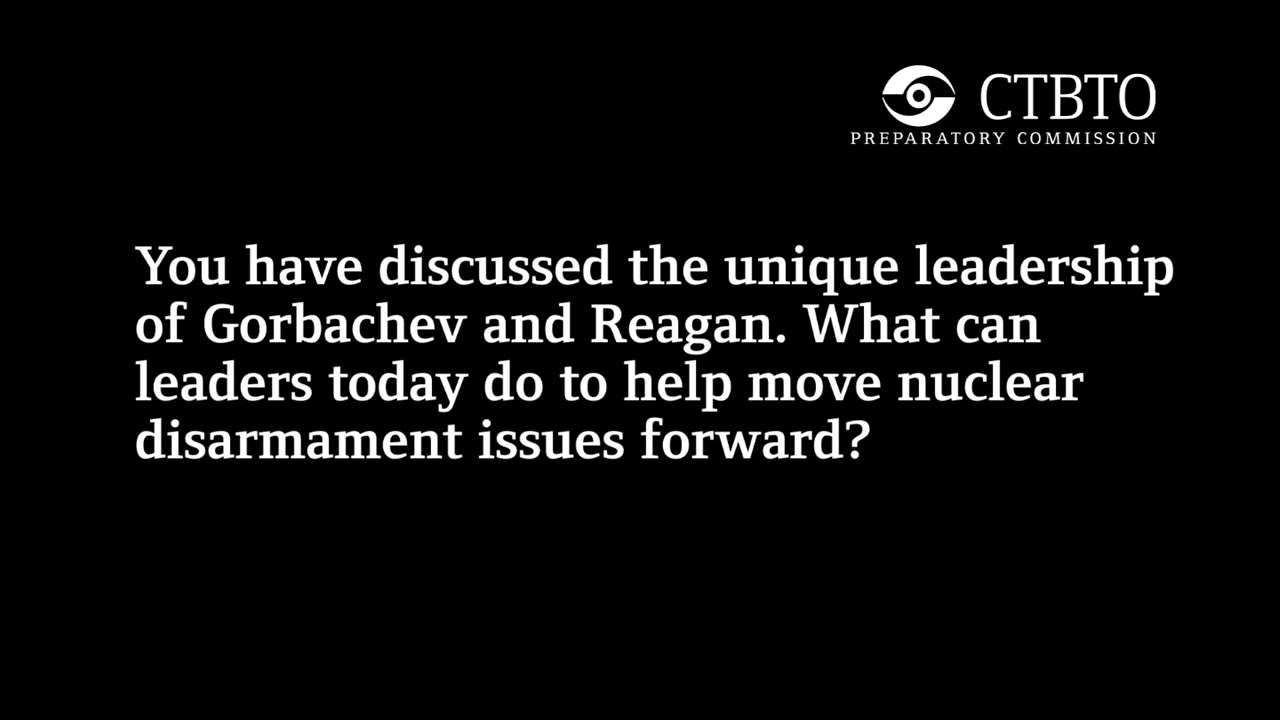 CTBTO
PREPARATORY COMMISSION
You have discussed the unique leadership
of Gorbachev and Reagan. What can
leaders today do to help move nuclear
disarmament issues forward?